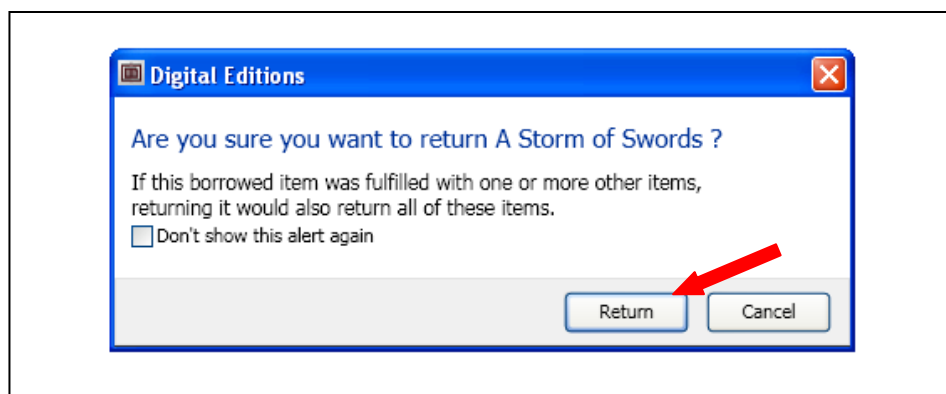 Digital Editions
Are you sure you want to return A Storm of Swords ?
If this borrowed item was fulfilled with one or more other items,
returning it would also return all of these items.
Don't show this alert again
Return Cancel